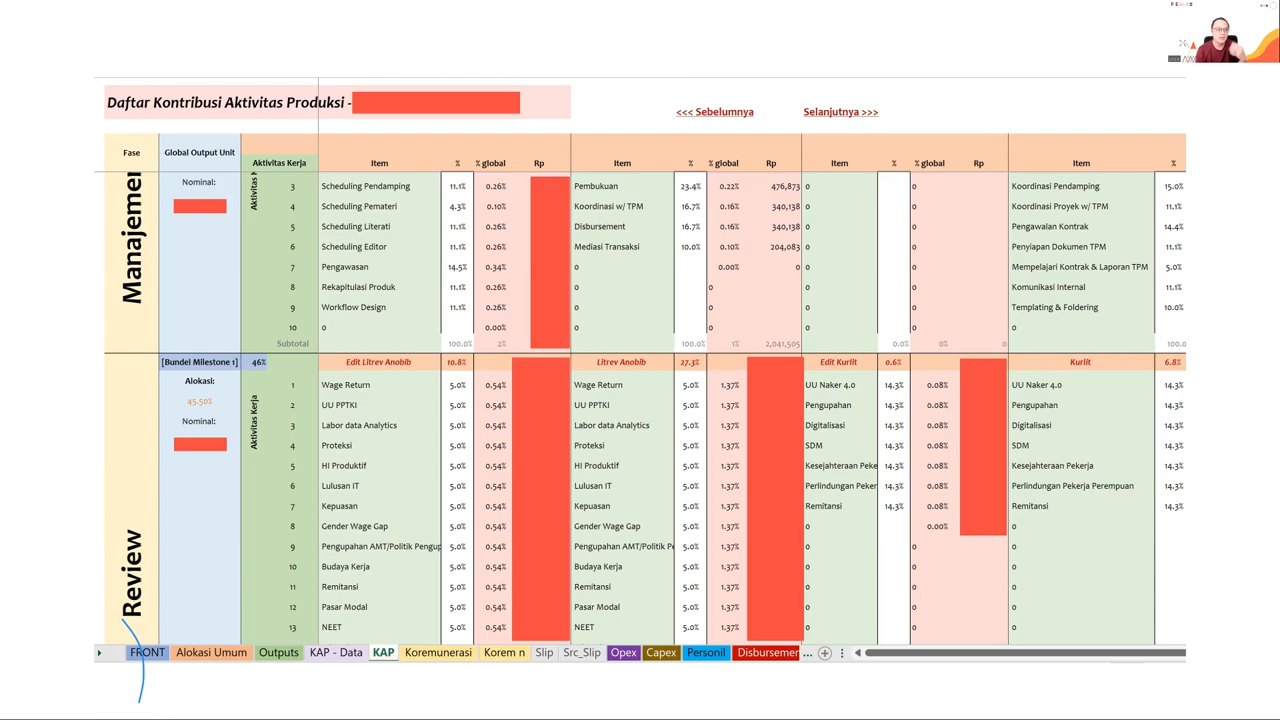 Daftar Kontribusi Aktivitas Produksi -
<<< Sebelumnya Selanjutnya >>>
Fase Global Output Unit Aktivitas Kerja Item % % global Rp Item % % global Rp Item % % global Rp Item %
Manajemen
Nominal:
Aktivitas K
3 Scheduling Pendamping 11.1% 0.26% Pembukuan 23.4% 0.22% 476,873 0 0 Koordinasi Pendamping 15.0%
4 Scheduling Pemateri 4.3% 0.10% Koordinasi w/ TPM 16.7% 0.16% 340,138 0 0 Koordinasi Proyek w/ TPM 11.1%
5 Scheduling Literati 11.1% 0.26% Disbursement 16.7% 0.16% 340,138 0 0 Pengawalan Kontrak 14.4%
6 Scheduling Editor 11.1% 0.26% Mediasi Transaksi 10.0% 0.10% 204,083 0 0 Penyiapan Dokumen TPM 11.1%
7 Pengawasan 14.5% 0.34% 0 0.00% 0 0 0 Mempelajari Kontrak & Laporan TPM 5.0%
8 Rekapitulasi Produk 11.1% 0.26% 0 0 0 0 Komunikasi Internal 11.1%
9 Workflow Design 11.1% 0.26% 0 0 0 0 Templating & Foldering 10.0%
10 0 0.00% 0 0 0 0 0
Subtotal 100.0% 2% 100.0% 1% 2,041,505 0.0% 0% 0 100.0
[Bundel Milestone 1] 46% Edit Litrev Anobib 10.8% Litrev Anobib 27.3% Edit Kurlit 0.6% Kurlit 6.8%
Review
Alokasi:
45.50%
Nominal:
Aktivitas Kerja
1 Wage Return 5.0% 0.54% Wage Return 5.0% 1.37% UU Naker 4.0 14.3% 0.08% UU Naker 4.0 14.3%
2 UU PPTKI 5.0% 0.54% UU PPTKI 5.0% 1.37% Pengupahan 14.3% 0.08% Pengupahan 14.3%
3 Labor data Analytics 5.0% 0.54% Labor data Analytics 5.0% 1.37% Digitalisasi 14.3% 0.08% Digitalisasi 14.3%
4 Proteksi 5.0% 0.54% Proteksi 5.0% 1.37% SDM 14.3% 0.08% SDM 14.3%
5 HI Produktif 5.0% 0.54% HI Produktif 5.0% 1.37% Kesejahteraan Peke 14.3% 0.08% Kesejahteraan Pekerja 14.3%
6 Lulusan IT 5.0% 0.54% Lulusan IT 5.0% 1.37% Perlindungan Peker 14.3% 0.08% Perlindungan Pekerja Perempuan 14.3%
7 Kepuasan 5.0% 0.54% Kepuasan 5.0% 1.37% Remitansi 14.3% 0.08% Remitansi 14.3%
8 Gender Wage Gap 5.0% 0.54% Gender Wage Gap 5.0% 1.37% 0 0.00% 0
9 Pengupahan AMT/Politik Pengup 5.0% 0.54% Pengupahan AMT/Politik Pe 5.0% 1.37% 0 0 0
10 Budaya Kerja 5.0% 0.54% Budaya Kerja 5.0% 1.37% 0 0 0
11 Remitansi 5.0% 0.54% Remitansi 5.0% 1.37% 0 0 0
12 Pasar Modal 5.0% 0.54% Pasar Modal 5.0% 1.37% 0 0 0
13 NEET 5.0% 0.54% NEET 5.0% 1.37% 0 0 0
FRONT Alokasi Umum Outputs KAP - Data KAP Koremunerasi Korem n Slip Src_Slip Opex Capex Personil Disbursemer ...